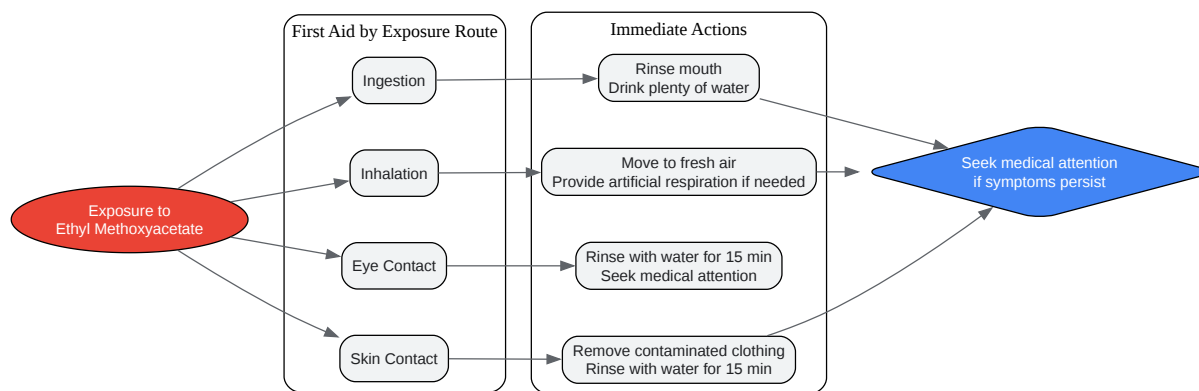 First Aid by Exposure Route
Immediate Actions
Exposure to
Ethyl Methoxyacetate
Ingestion
Rinse mouth
Drink plenty of water
Inhalation
Move to fresh air
Provide artificial respiration if needed
Eye Contact
Rinse with water for 15 min
Seek medical attention
Skin Contact
Remove contaminated clothing
Rinse with water for 15 min
Seek medical attention
if symptoms persist